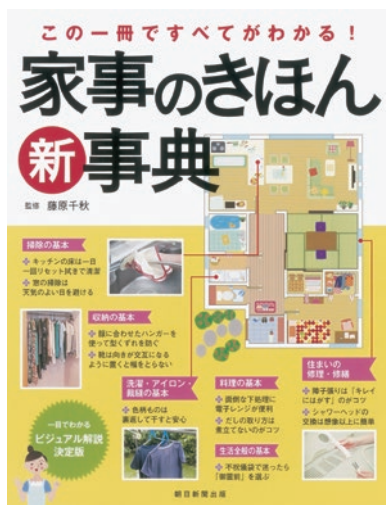 この一冊ですべてがわかる！
家事のきほん
新事典
監修 藤原千秋
掃除の基本
キッチンの床は一日
一回リセット拭きで清潔
窓の掃除は
天気のよい日を避ける
収納の基本
服に合わせたハンガーを
使って型くずれを防ぐ
靴は向きが交互になる
ように置くと幅をとらない
洗濯・アイロン・
裁縫の基本
色柄ものは
裏返して干すと安心
料理の基本
面倒な下処理に
電子レンジが便利
だしの取り方は
煮立てないのがコツ
生活全般の基本
不祝儀袋で迷ったら
「御霊前」を選ぶ
住まいの
修理・修繕
障子張りは「キレイ
にはがす」のがコツ
シャワーヘッドの
交換は想像以上に簡単
一目でわかる
ビジュアル解説
決定版
朝日新聞出版